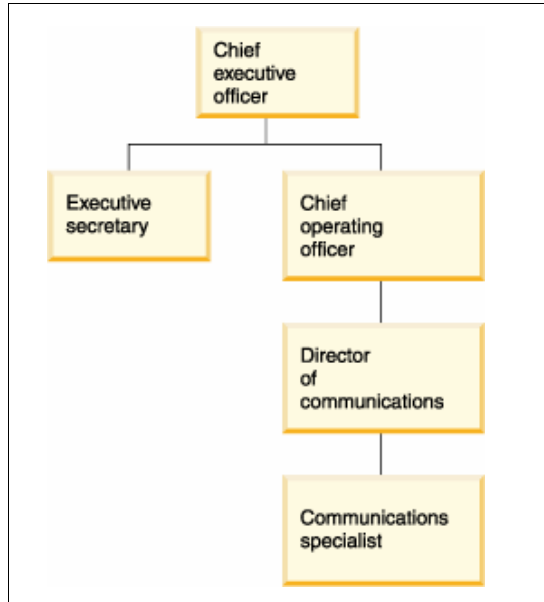 Chief
executive
officer
Executive
secretary
Chief
operating
officer
Director
of
communications
Communications
specialist